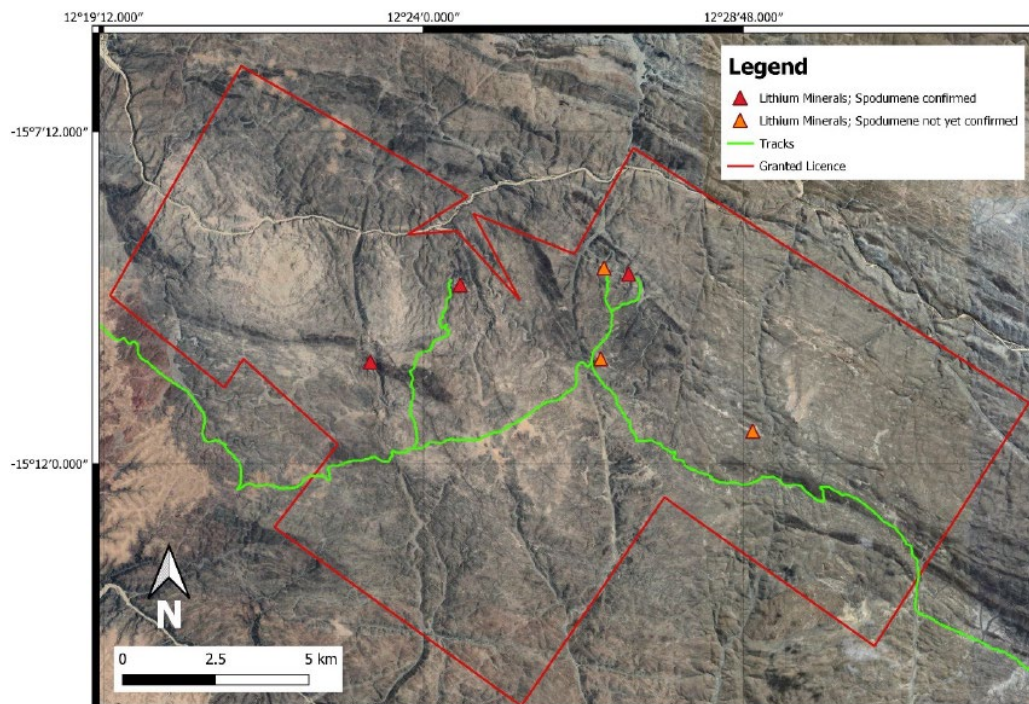 12°19'12.000" 12°24'0.000" 12°28'48.000"
Legend
Lithium Minerals; Spodumene confirmed
Lithium Minerals; Spodumene not yet confirmed
Tracks
Granted Licence
-15°7'12.000"
-15°12'0.000"
N
0 2.5 5 km